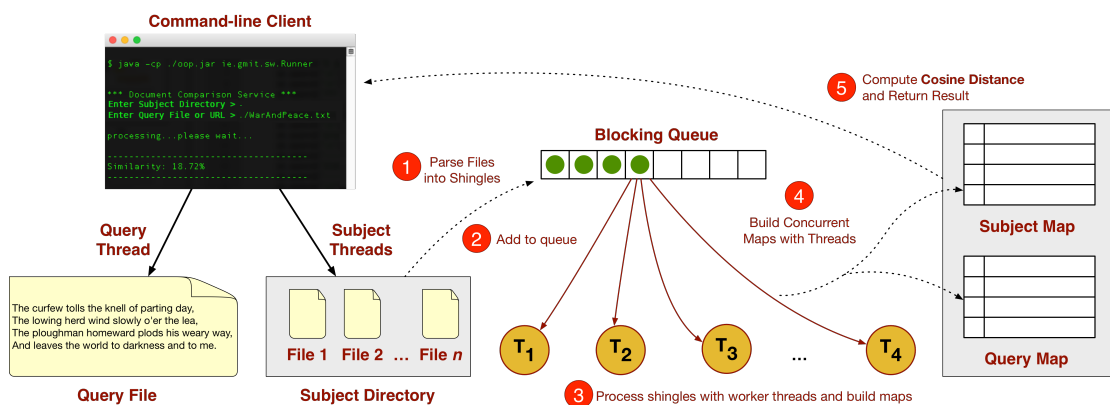 Command-line Client
$ java -cp ./oop.jar ie.gmit.sw.Runner
*** Document Comparison Service ***
Enter Subject Directory > .
Enter Query File or URL > ./WarAndPeace.txt
processing...please wait...
---------------------------------------
Similarity: 18.72%
---------------------------------------
Query
Thread
Subject
Threads
The curfew tolls the knell of parting day,
The lowing herd wind slowly o'er the lea,
The ploughman homeward plods his weary way,
And leaves the world to darkness and to me.
Query File
File 1
File 2
...
File n
Subject Directory
1
Parse Files
into Shingles
2
Add to queue
Blocking Queue
T1
T2
T3
...
T4
3
Process shingles with worker threads and build maps
4
Build Concurrent
Maps with Threads
5
Compute Cosine Distance
and Return Result
Subject Map
Query Map